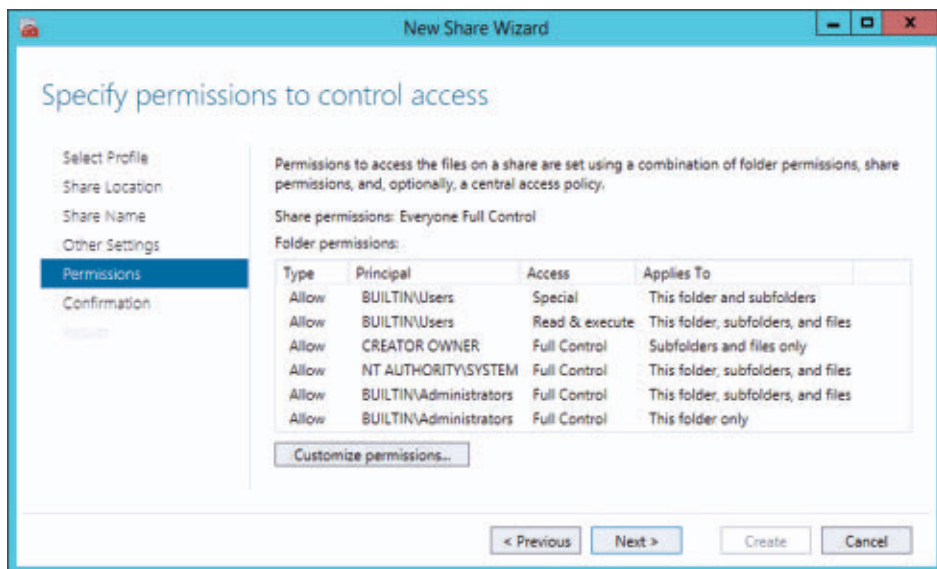 New Share Wizard
Specify permissions to control access
Select Profile
Share Location
Share Name
Other Settings
Permissions
Confirmation
Permissions to access the files on a share are set using a combination of folder permissions, share
permissions, and, optionally, a central access policy.
Share permissions: Everyone Full Control
Folder permissions:
Type Principal Access Applies To
Allow BUILTIN\Users Special This folder and subfolders
Allow BUILTIN\Users Read & execute This folder, subfolders, and files
Allow CREATOR OWNER Full Control Subfolders and files only
Allow NT AUTHORITY\SYSTEM Full Control This folder, subfolders, and files
Allow BUILTIN\Administrators Full Control This folder, subfolders, and files
Allow BUILTIN\Administrators Full Control This folder only
Customize permissions...
< Previous Next > Create Cancel